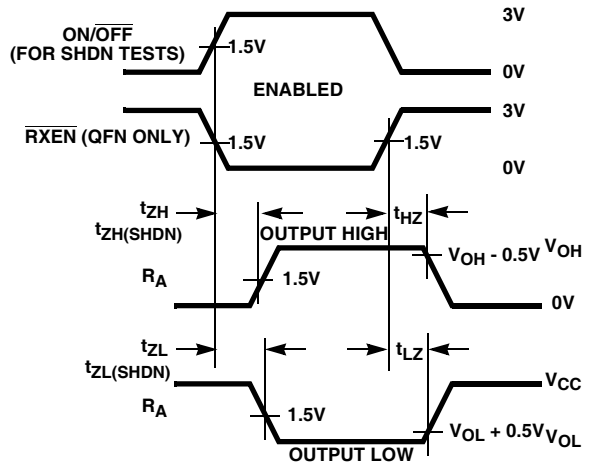 3V
ON/OFF
(FOR SHDN TESTS)
1.5V
0V
ENABLED
3V
RXEN (QFN ONLY)
1.5V
1.5V
0V
tZH
tZH(SHDN)
tHZ
OUTPUT HIGH
VOH - 0.5V
VOH
RA
1.5V
0V
tZL
tZL(SHDN)
tLZ
VCC
RA
1.5V
VOL + 0.5V
VOL
OUTPUT LOW